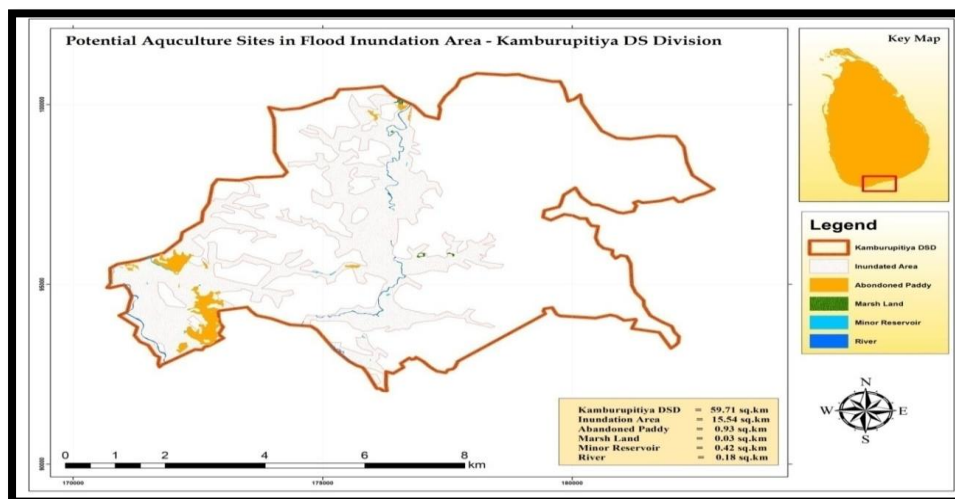 Potential Aquculture Sites in Flood Inundation Area - Kamburupitiya DS Division
Key Map
Legend
Kamburupitiya DSD
Inundated Area
Abondoned Paddy
Marsh Land
Minor Reservoir
River
N
W E
S
Kamburupitiya DSD = 59.71 sq.km
Inundation Area = 15.54 sq.km
Abandoned Paddy = 0.93 sq.km
Marsh Land = 0.03 sq.km
Minor Reservoir = 0.42 sq.km
River = 0.18 sq.km
0 2 4 6 8
km
170000 175000 180000
95000